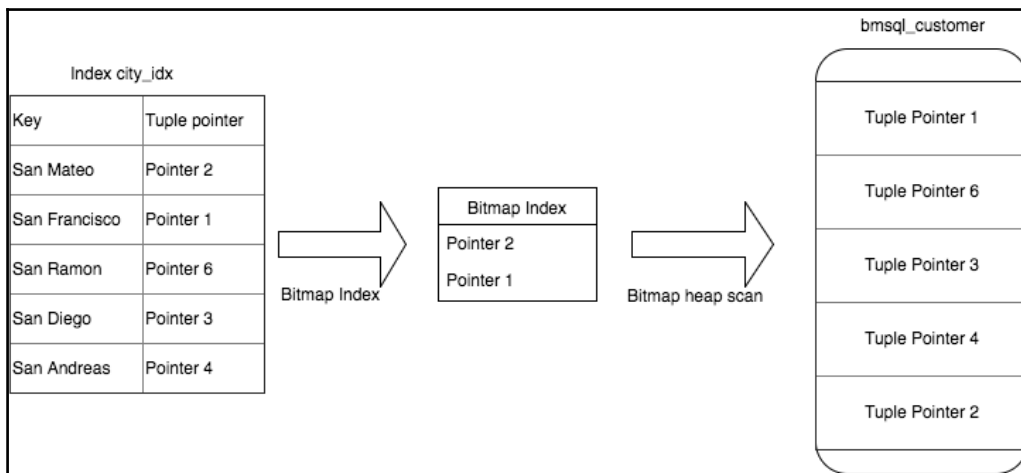 bmsql_customer
Index city_idx
Key Tuple pointer
San Mateo Pointer 2
San Francisco Pointer 1
San Ramon Pointer 6
San Diego Pointer 3
San Andreas Pointer 4
Bitmap Index
Bitmap Index
Pointer 2
Pointer 1
Bitmap heap scan
Tuple Pointer 1
Tuple Pointer 6
Tuple Pointer 3
Tuple Pointer 4
Tuple Pointer 2